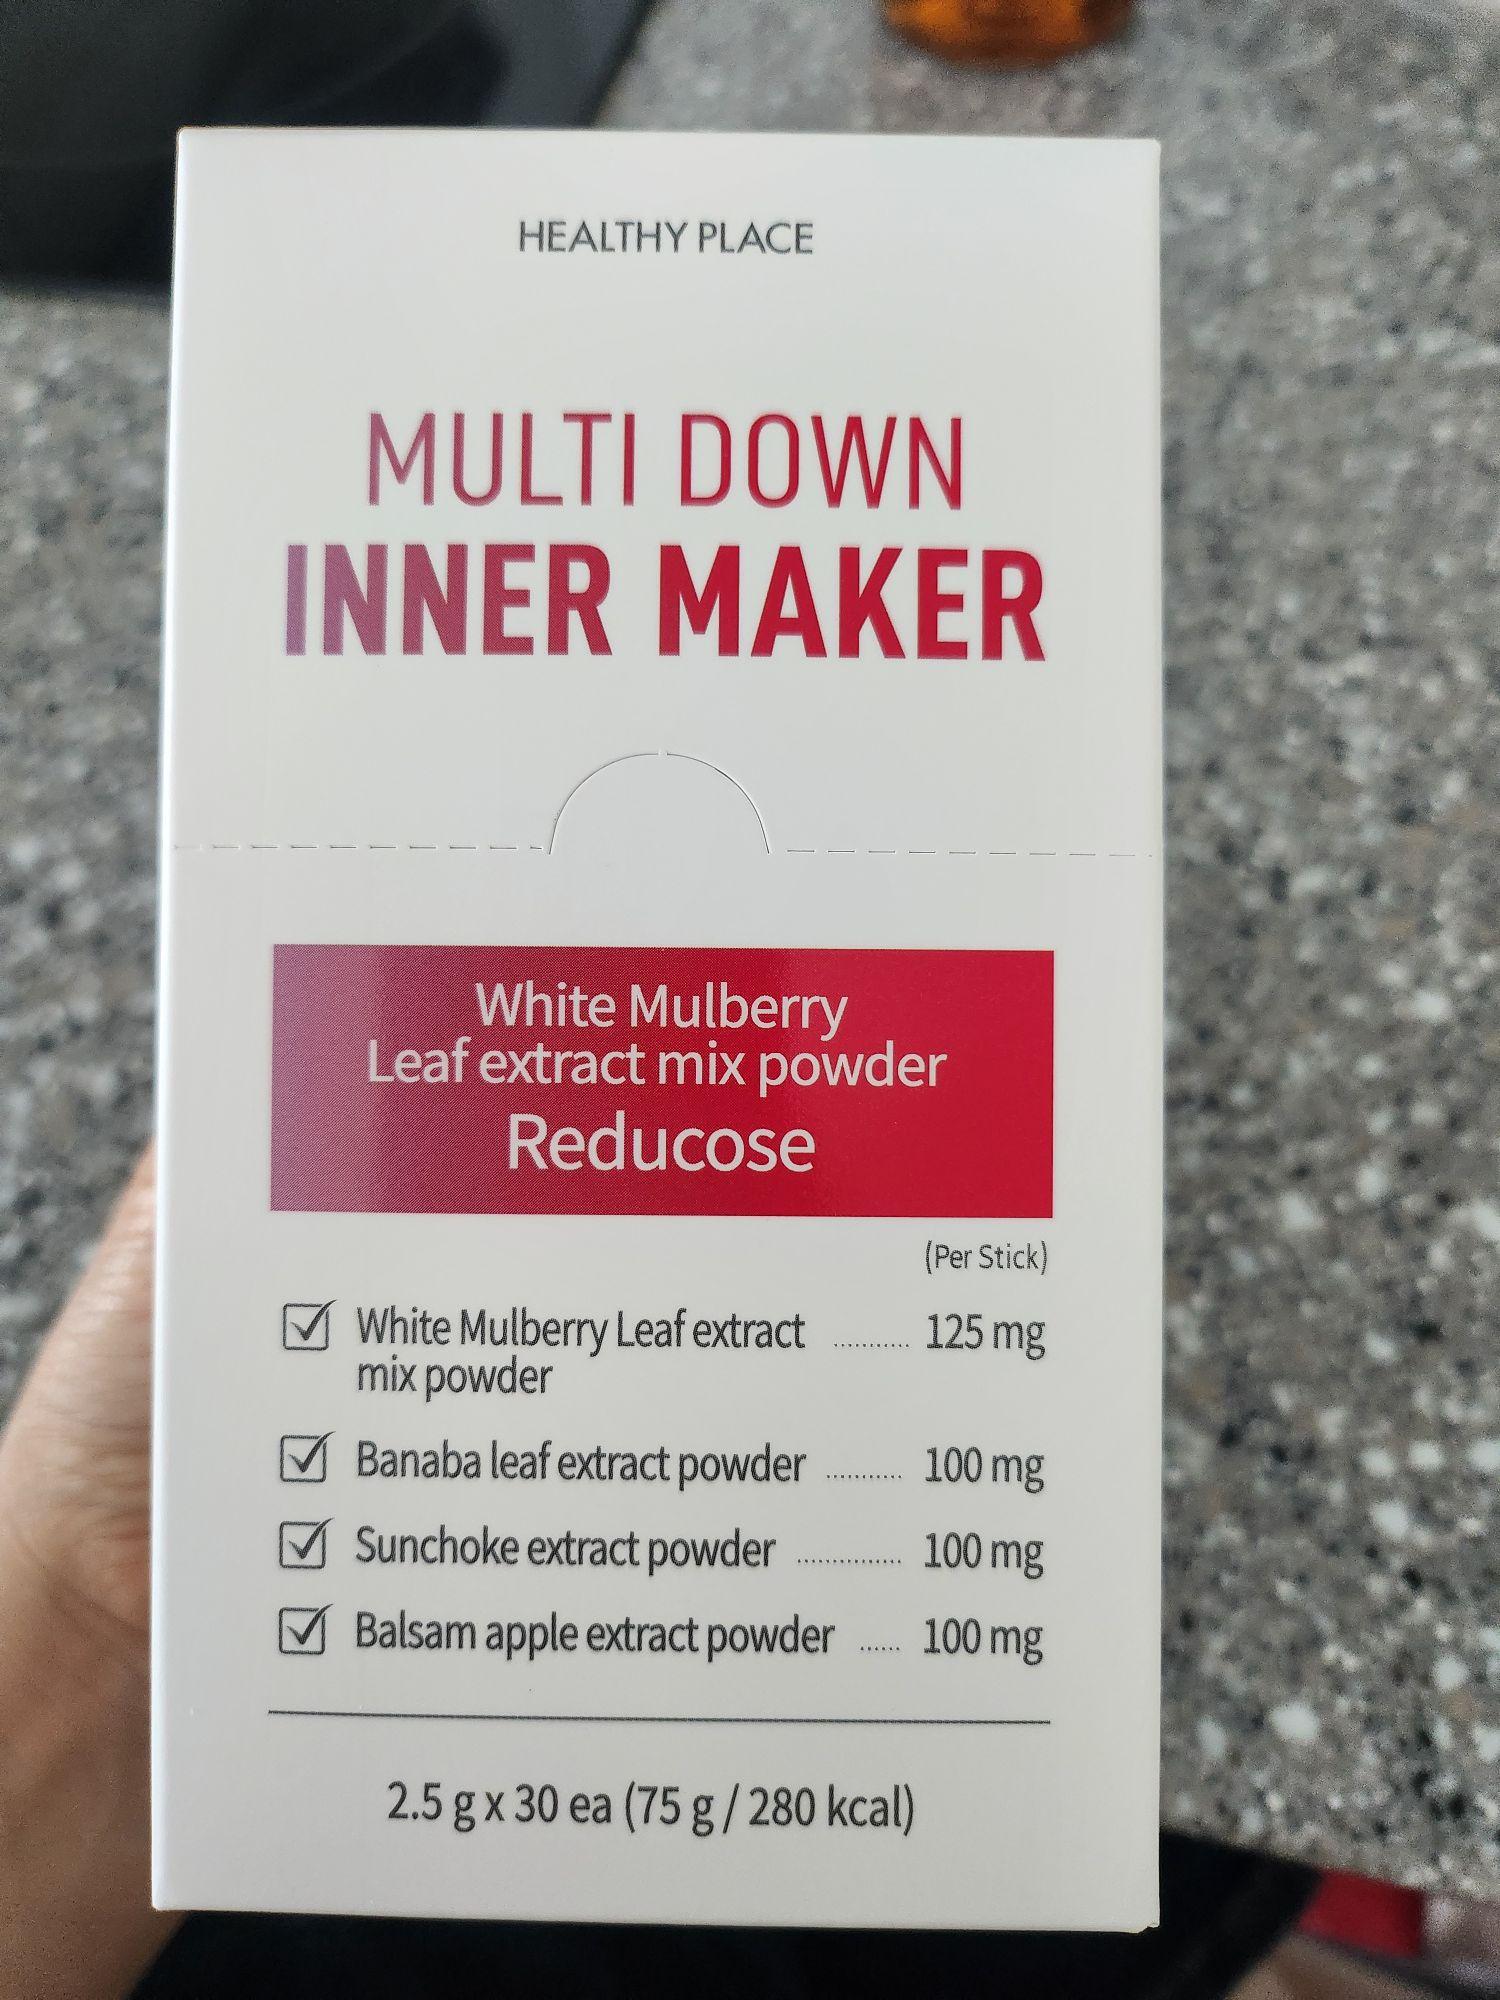 HEALTHY PLACE
MULTI DOWN
INNER MAKER
White Mulberry
Leaf extract mix powder
Reducose
(Per Stick)
White Mulberry Leaf extract ........... 125 mg
mix powder
Banaba leaf extract powder ........... 100 mg
Sunchoke extract powder ............... 100 mg
Balsam apple extract powder ...... 100 mg
2.5 g x 30 ea (75 g / 280 kcal)